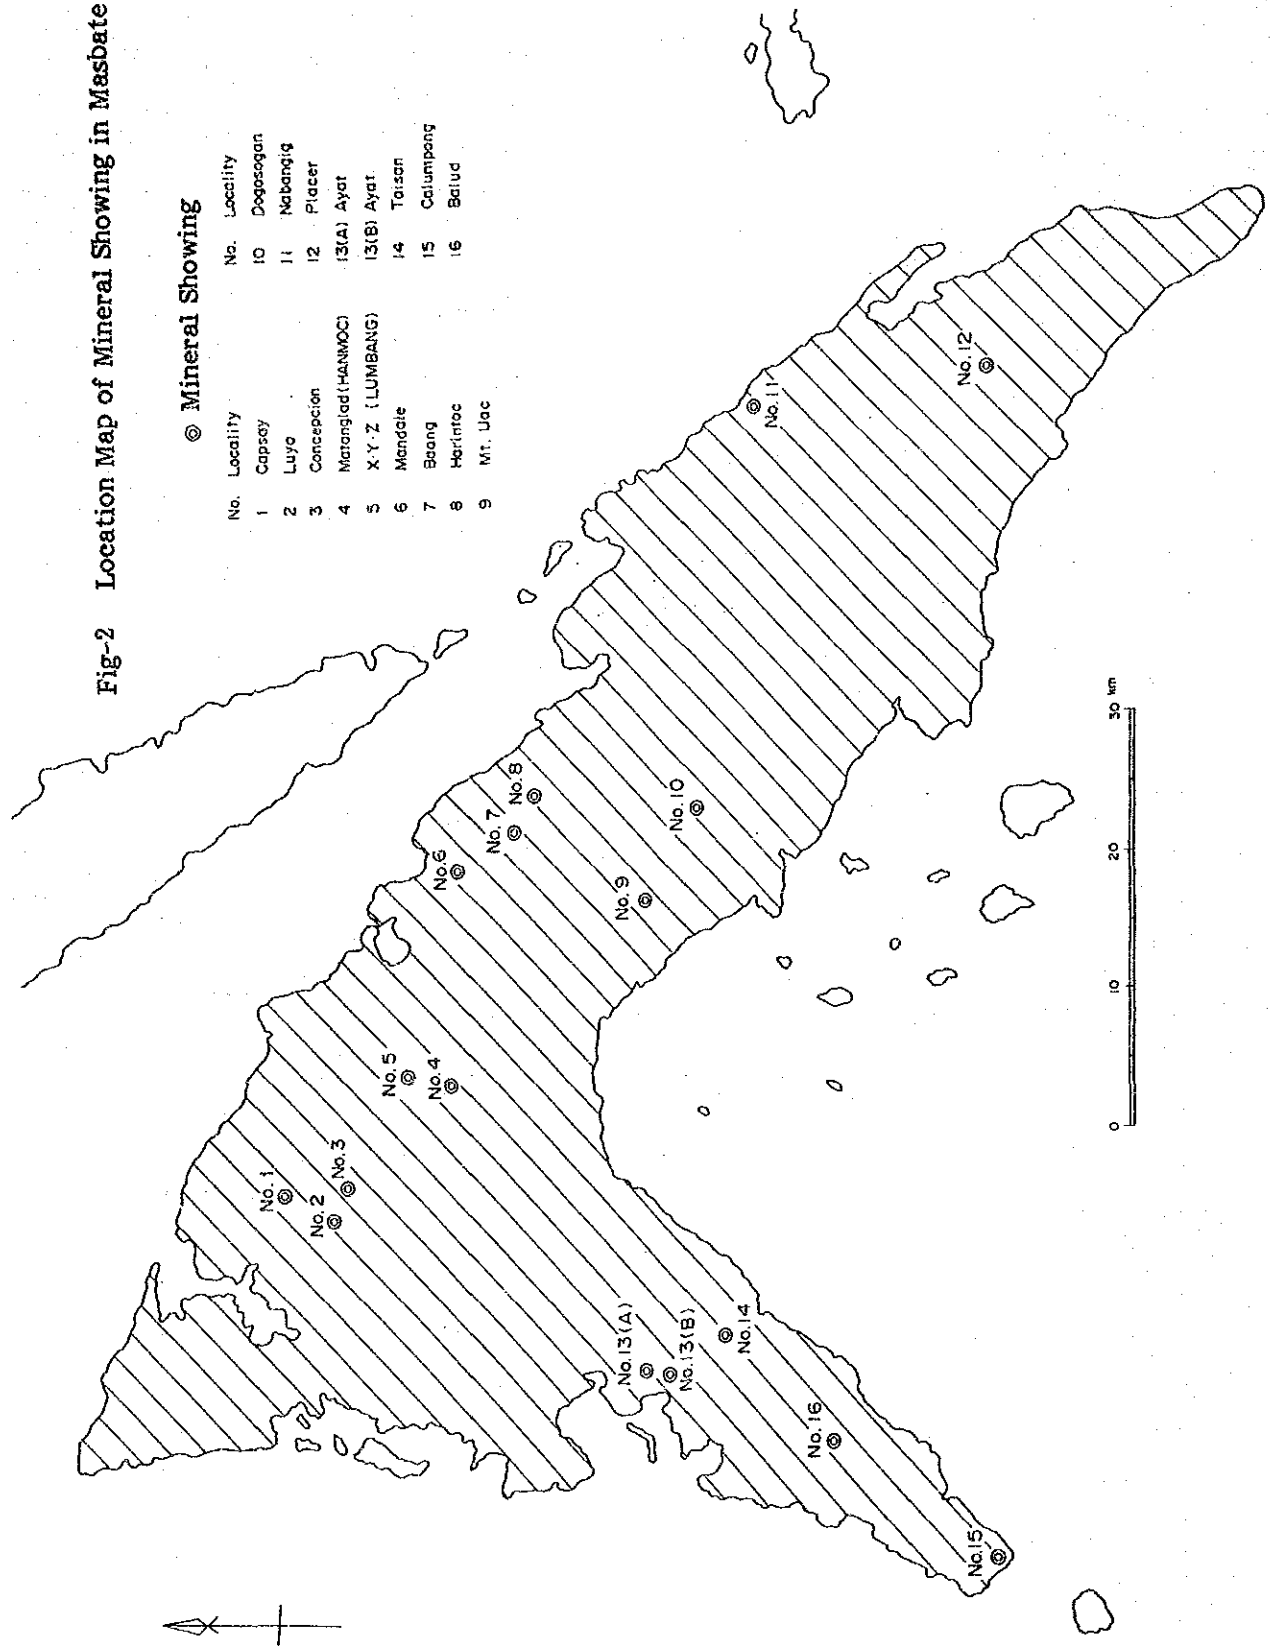 Fig-2 Location Map of Mineral Showing in Masbate
◎ Mineral Showing
No. Locality No. Locality
1 Capsay 10 Dogosogan
2 Luyo 11 Nabangig
3 Concepcion 12 Placer
4 Matanglad (HANMOC) 13(A) Ayat
5 X·Y·Z (LUMBANG) 13(B) Ayat
6 Mandale 14 Taisan
7 Baang 15 Calumpang
8 Harintoc 16 Balud
9 Mt. Uac
No. 1
No. 2
No. 3
No. 5
No. 4
No. 6
No. 7
No. 8
No. 9
No. 10
No. 11
No. 12
No. 13(A)
No. 13(B)
No. 14
No. 16
No. 15
0 10 20 30 km